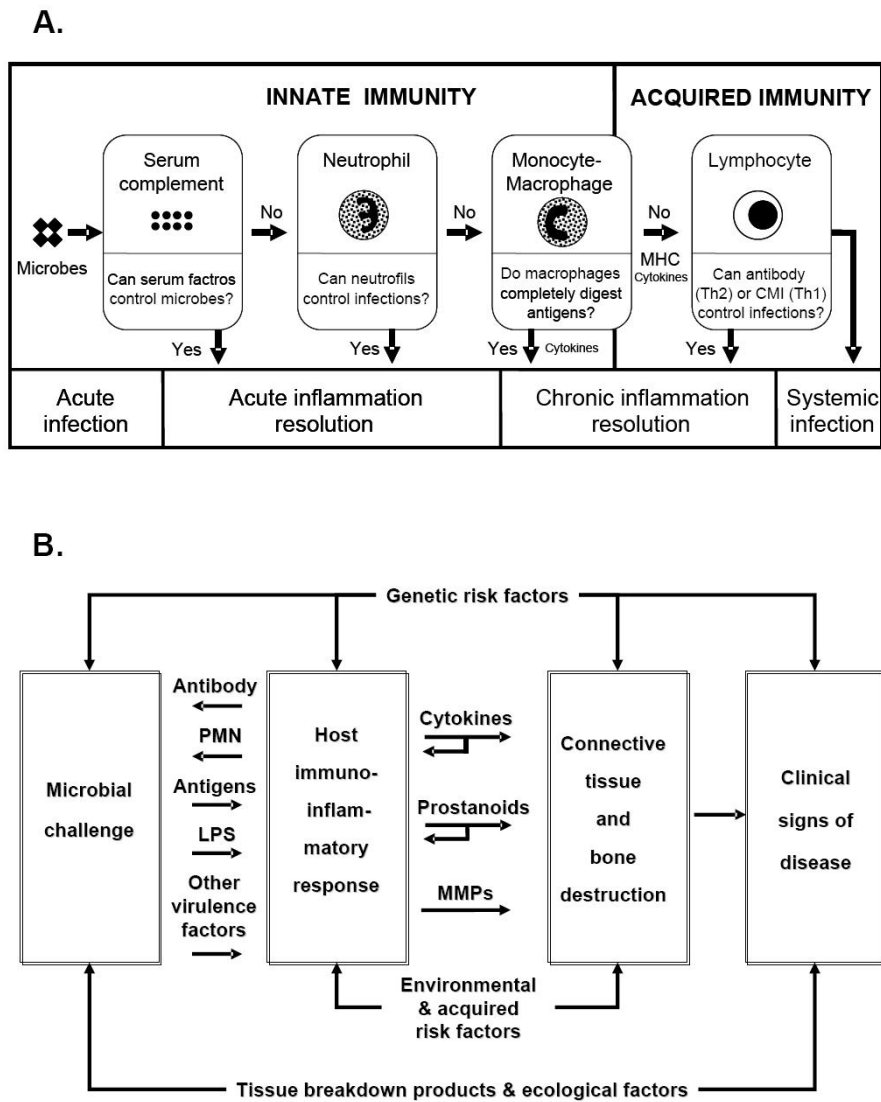 A.
INNATE IMMUNITY
ACQUIRED IMMUNITY
Microbes
Serum
complement
Can serum factros
control microbes?
No
Yes
Neutrophil
Can neutrofils
control infections?
No
Yes
Monocyte-
Macrophage
Do macrophages
completely digest
antigens?
Yes
Cytokines
No
MHC
Cytokines
Lymphocyte
Can antibody
(Th2) or CMI (Th1)
control infections?
Yes
Acute
infection
Acute inflammation
resolution
Chronic inflammation
resolution
Systemic
infection
B.
Genetic risk factors
Microbial
challenge
Antibody
PMN
Antigens
LPS
Other
virulence
factors
Host
immuno-
inflam-
matory
response
Cytokines
Prostanoids
MMPs
Connective
tissue
and
bone
destruction
Clinical
signs of
disease
Environmental
& acquired
risk factors
Tissue breakdown products & ecological factors